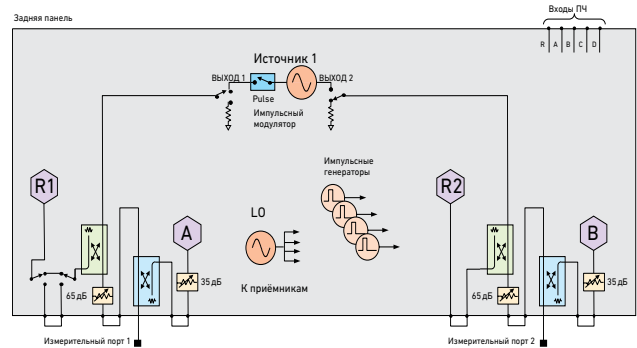 Входы ПЧ
Задняя панель
R A B C D
Источник 1
ВЫХОД 1
ВЫХОД 2
Pulse
Импульсный
модулятор
Импульсные
генераторы
R1
R2
LO
A
B
35 дБ
35 дБ
К приёмникам
65 дБ
65 дБ
Измерительный порт 1
Измерительный порт 2